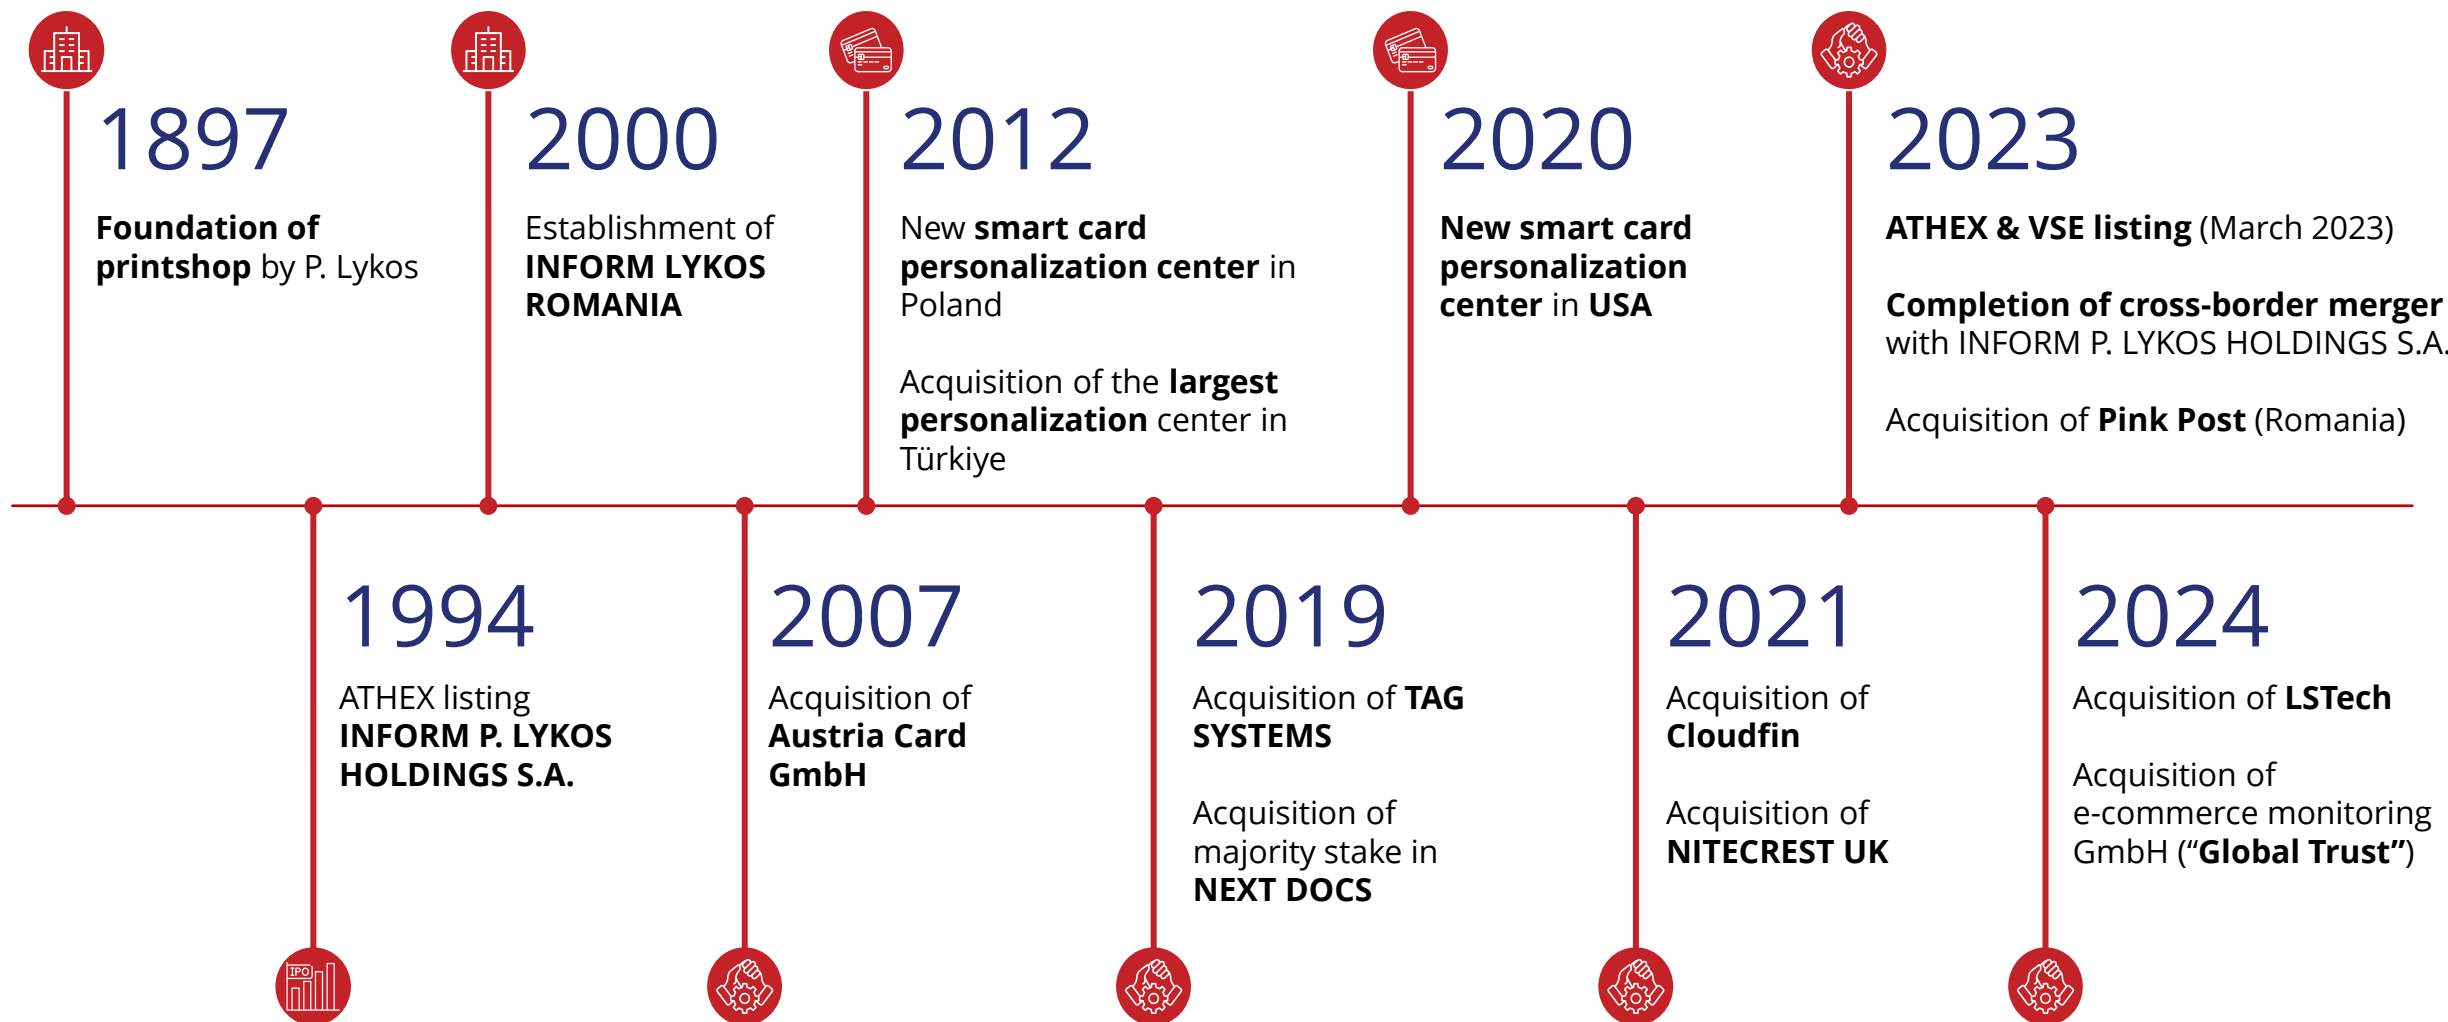 1897
Foundation of
printshop by P. Lykos
2000
Establishment of
INFORM LYKOS
ROMANIA
2012
New smart card
personalization center in
Poland
Acquisition of the largest
personalization center in
Türkiye
2020
New smart card
personalization
center in USA
2023
ATHEX & VSE listing (March 2023)
Completion of cross-border merger
with INFORM P. LYKOS HOLDINGS S.A.
Acquisition of Pink Post (Romania)
1994
ATHEX listing
INFORM P. LYKOS
HOLDINGS S.A.
IPO
2007
Acquisition of
Austria Card
GmbH
2019
Acquisition of TAG
SYSTEMS
Acquisition of
majority stake in
NEXT DOCS
2021
Acquisition of
Cloudfin
Acquisition of
NITECREST UK
2024
Acquisition of LSTech
Acquisition of
e-commerce monitoring
GmbH (“Global Trust”)